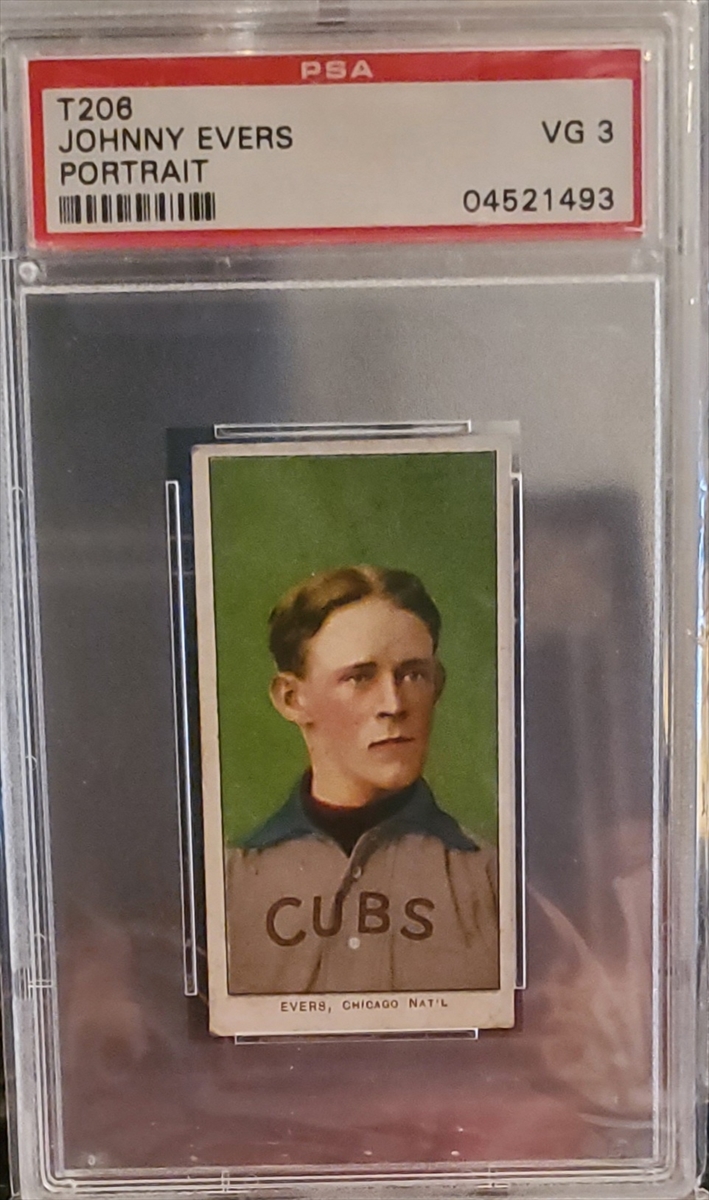 PSA
T206
JOHNNY EVERS
VG 3
PORTRAIT
04521493
CUBS
EVERS, CHICAGO NAT'L